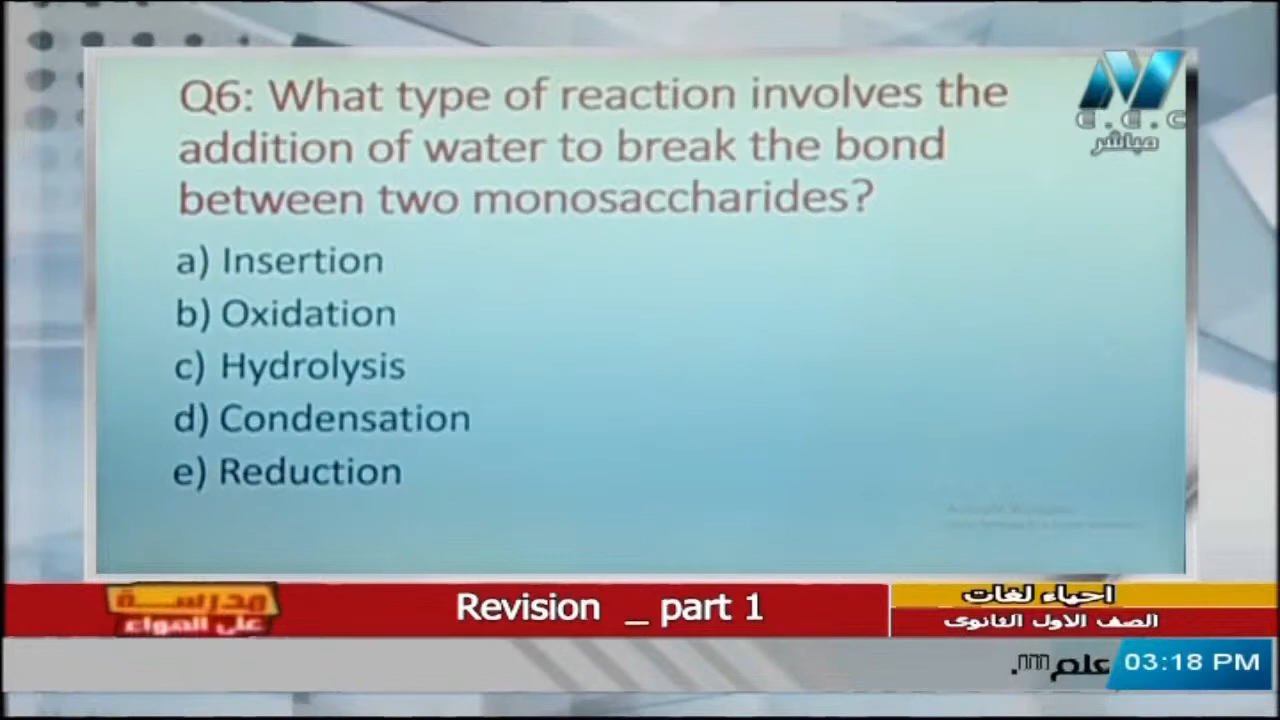 Q6: What type of reaction involves the
addition of water to break the bond
between two monosaccharides?
a) Insertion
b) Oxidation
c) Hydrolysis
d) Condensation
e) Reduction
e.e.c
مباشر
مدرسة
على الهواء
Revision _ part 1
احياء لغات
الصف الاول الثانوى
علم
03:18 PM